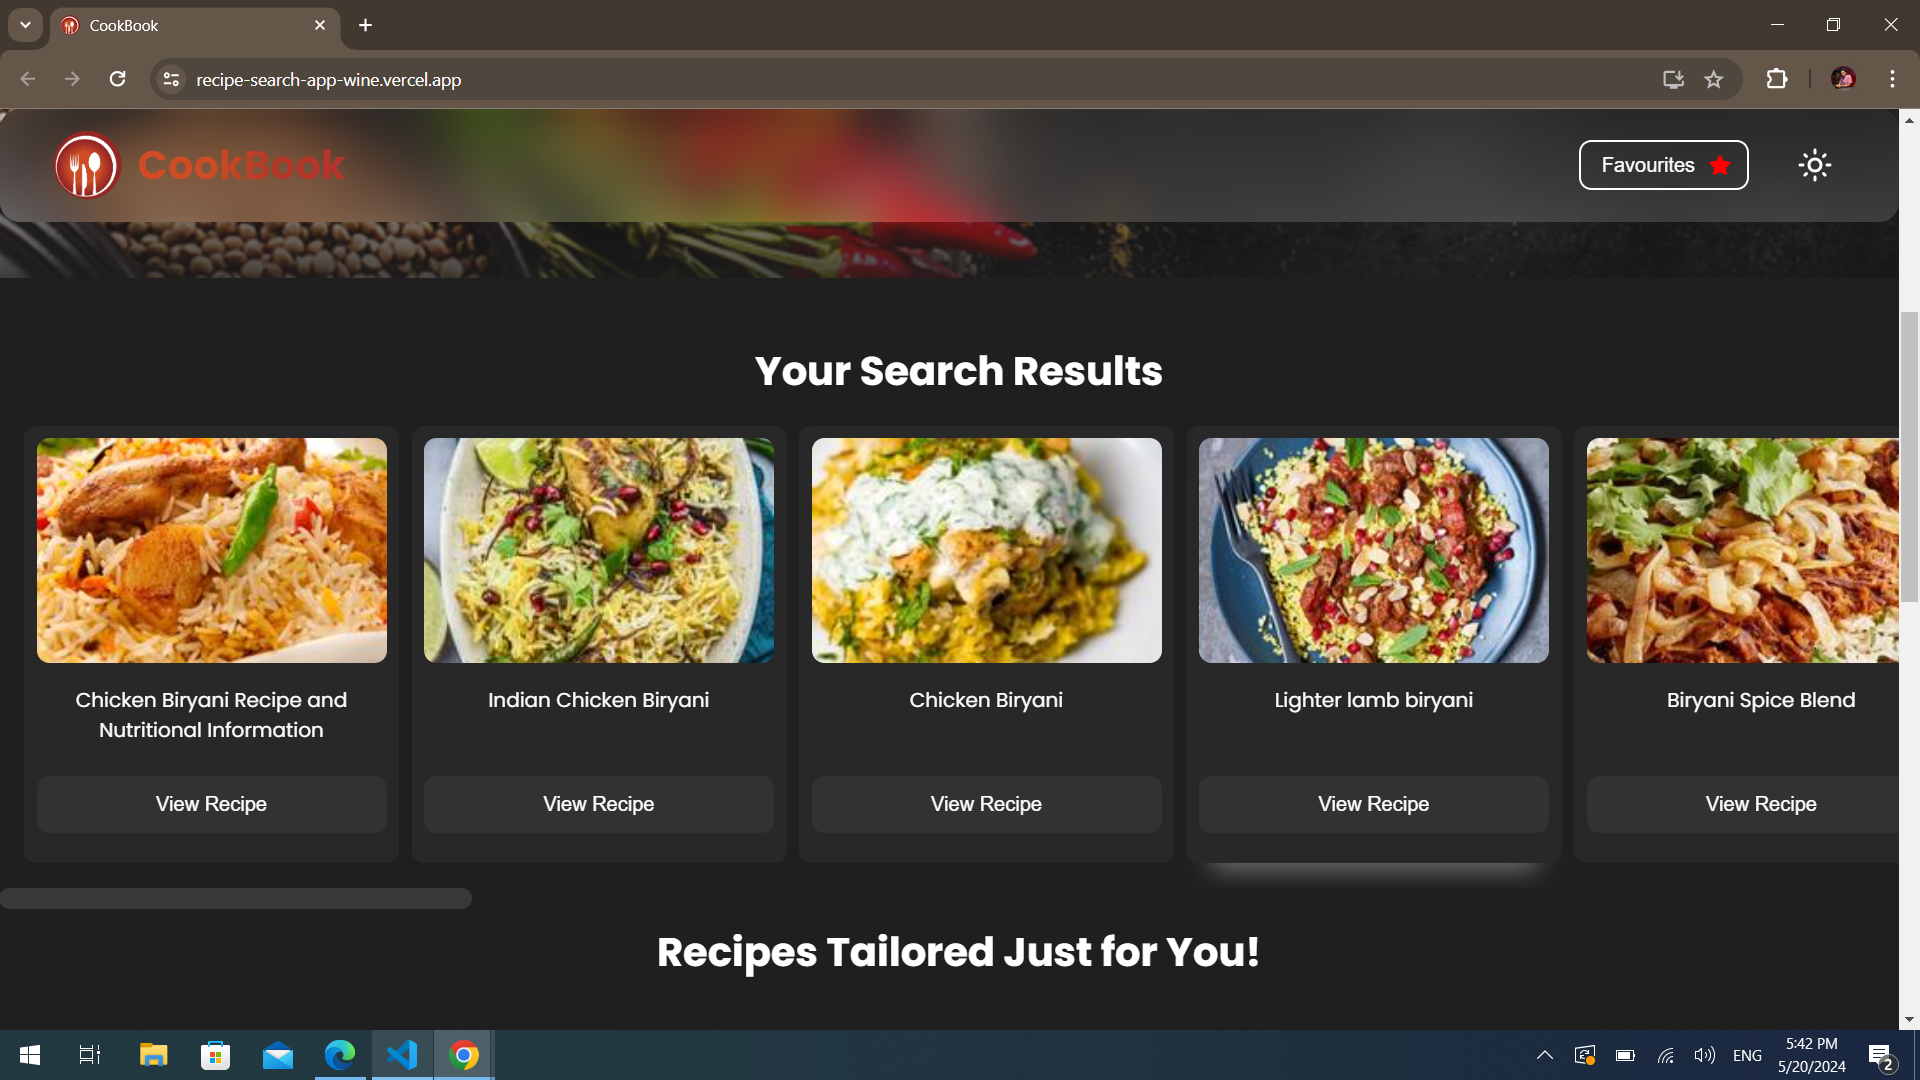 CookBook
recipe-search-app-wine.vercel.app
CookBook
Favourites
Your Search Results
Chicken Biryani Recipe and
Nutritional Information
Indian Chicken Biryani
Chicken Biryani
Lighter lamb biryani
Biryani Spice Blend
View Recipe
View Recipe
View Recipe
View Recipe
View Recipe
Recipes Tailored Just for You!
ENG
5:42 PM
5/20/2024
2